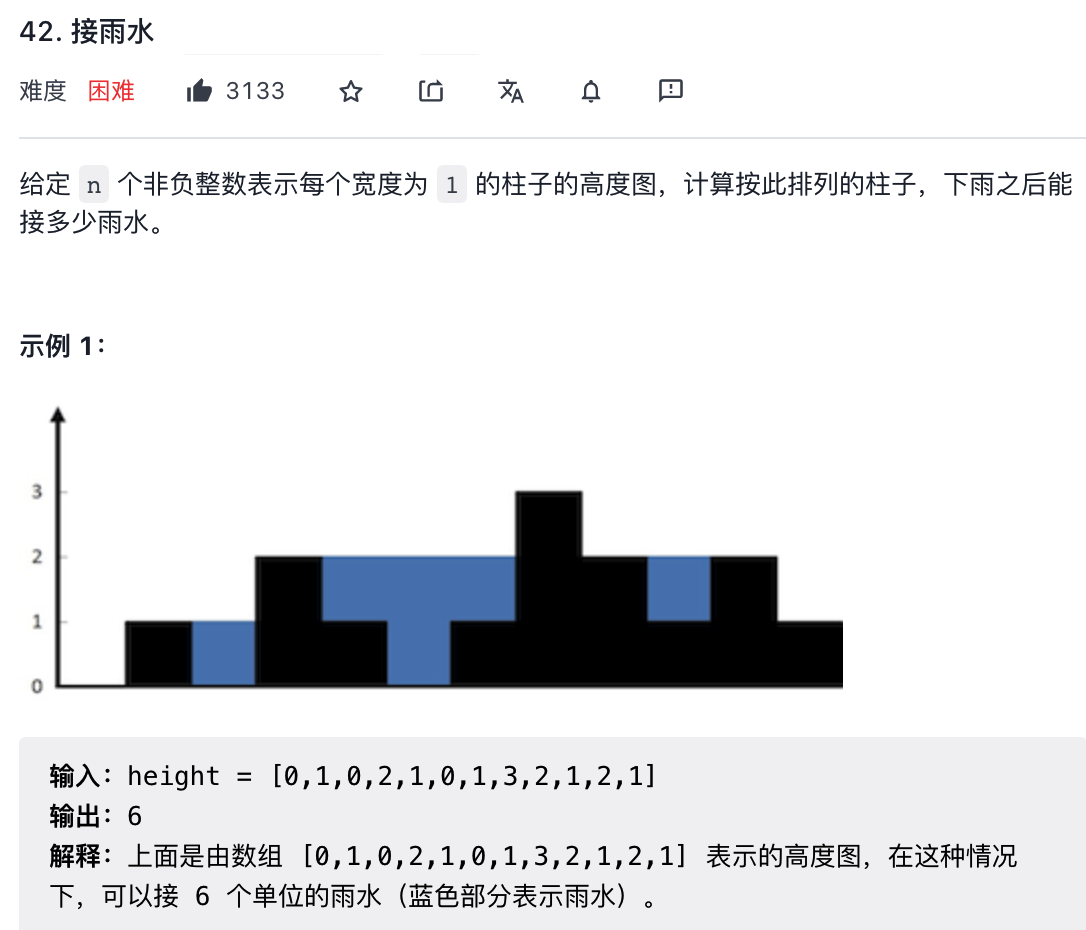 42. 接雨水
难度 困难 3133
给定 n 个非负整数表示每个宽度为 1 的柱子的高度图，计算按此排列的柱子，下雨之后能
接多少雨水。
示例 1：
3
2
1
0
输入：height = [0,1,0,2,1,0,1,3,2,1,2,1]
输出：6
解释：上面是由数组 [0,1,0,2,1,0,1,3,2,1,2,1] 表示的高度图，在这种情况
下，可以接 6 个单位的雨水（蓝色部分表示雨水）。